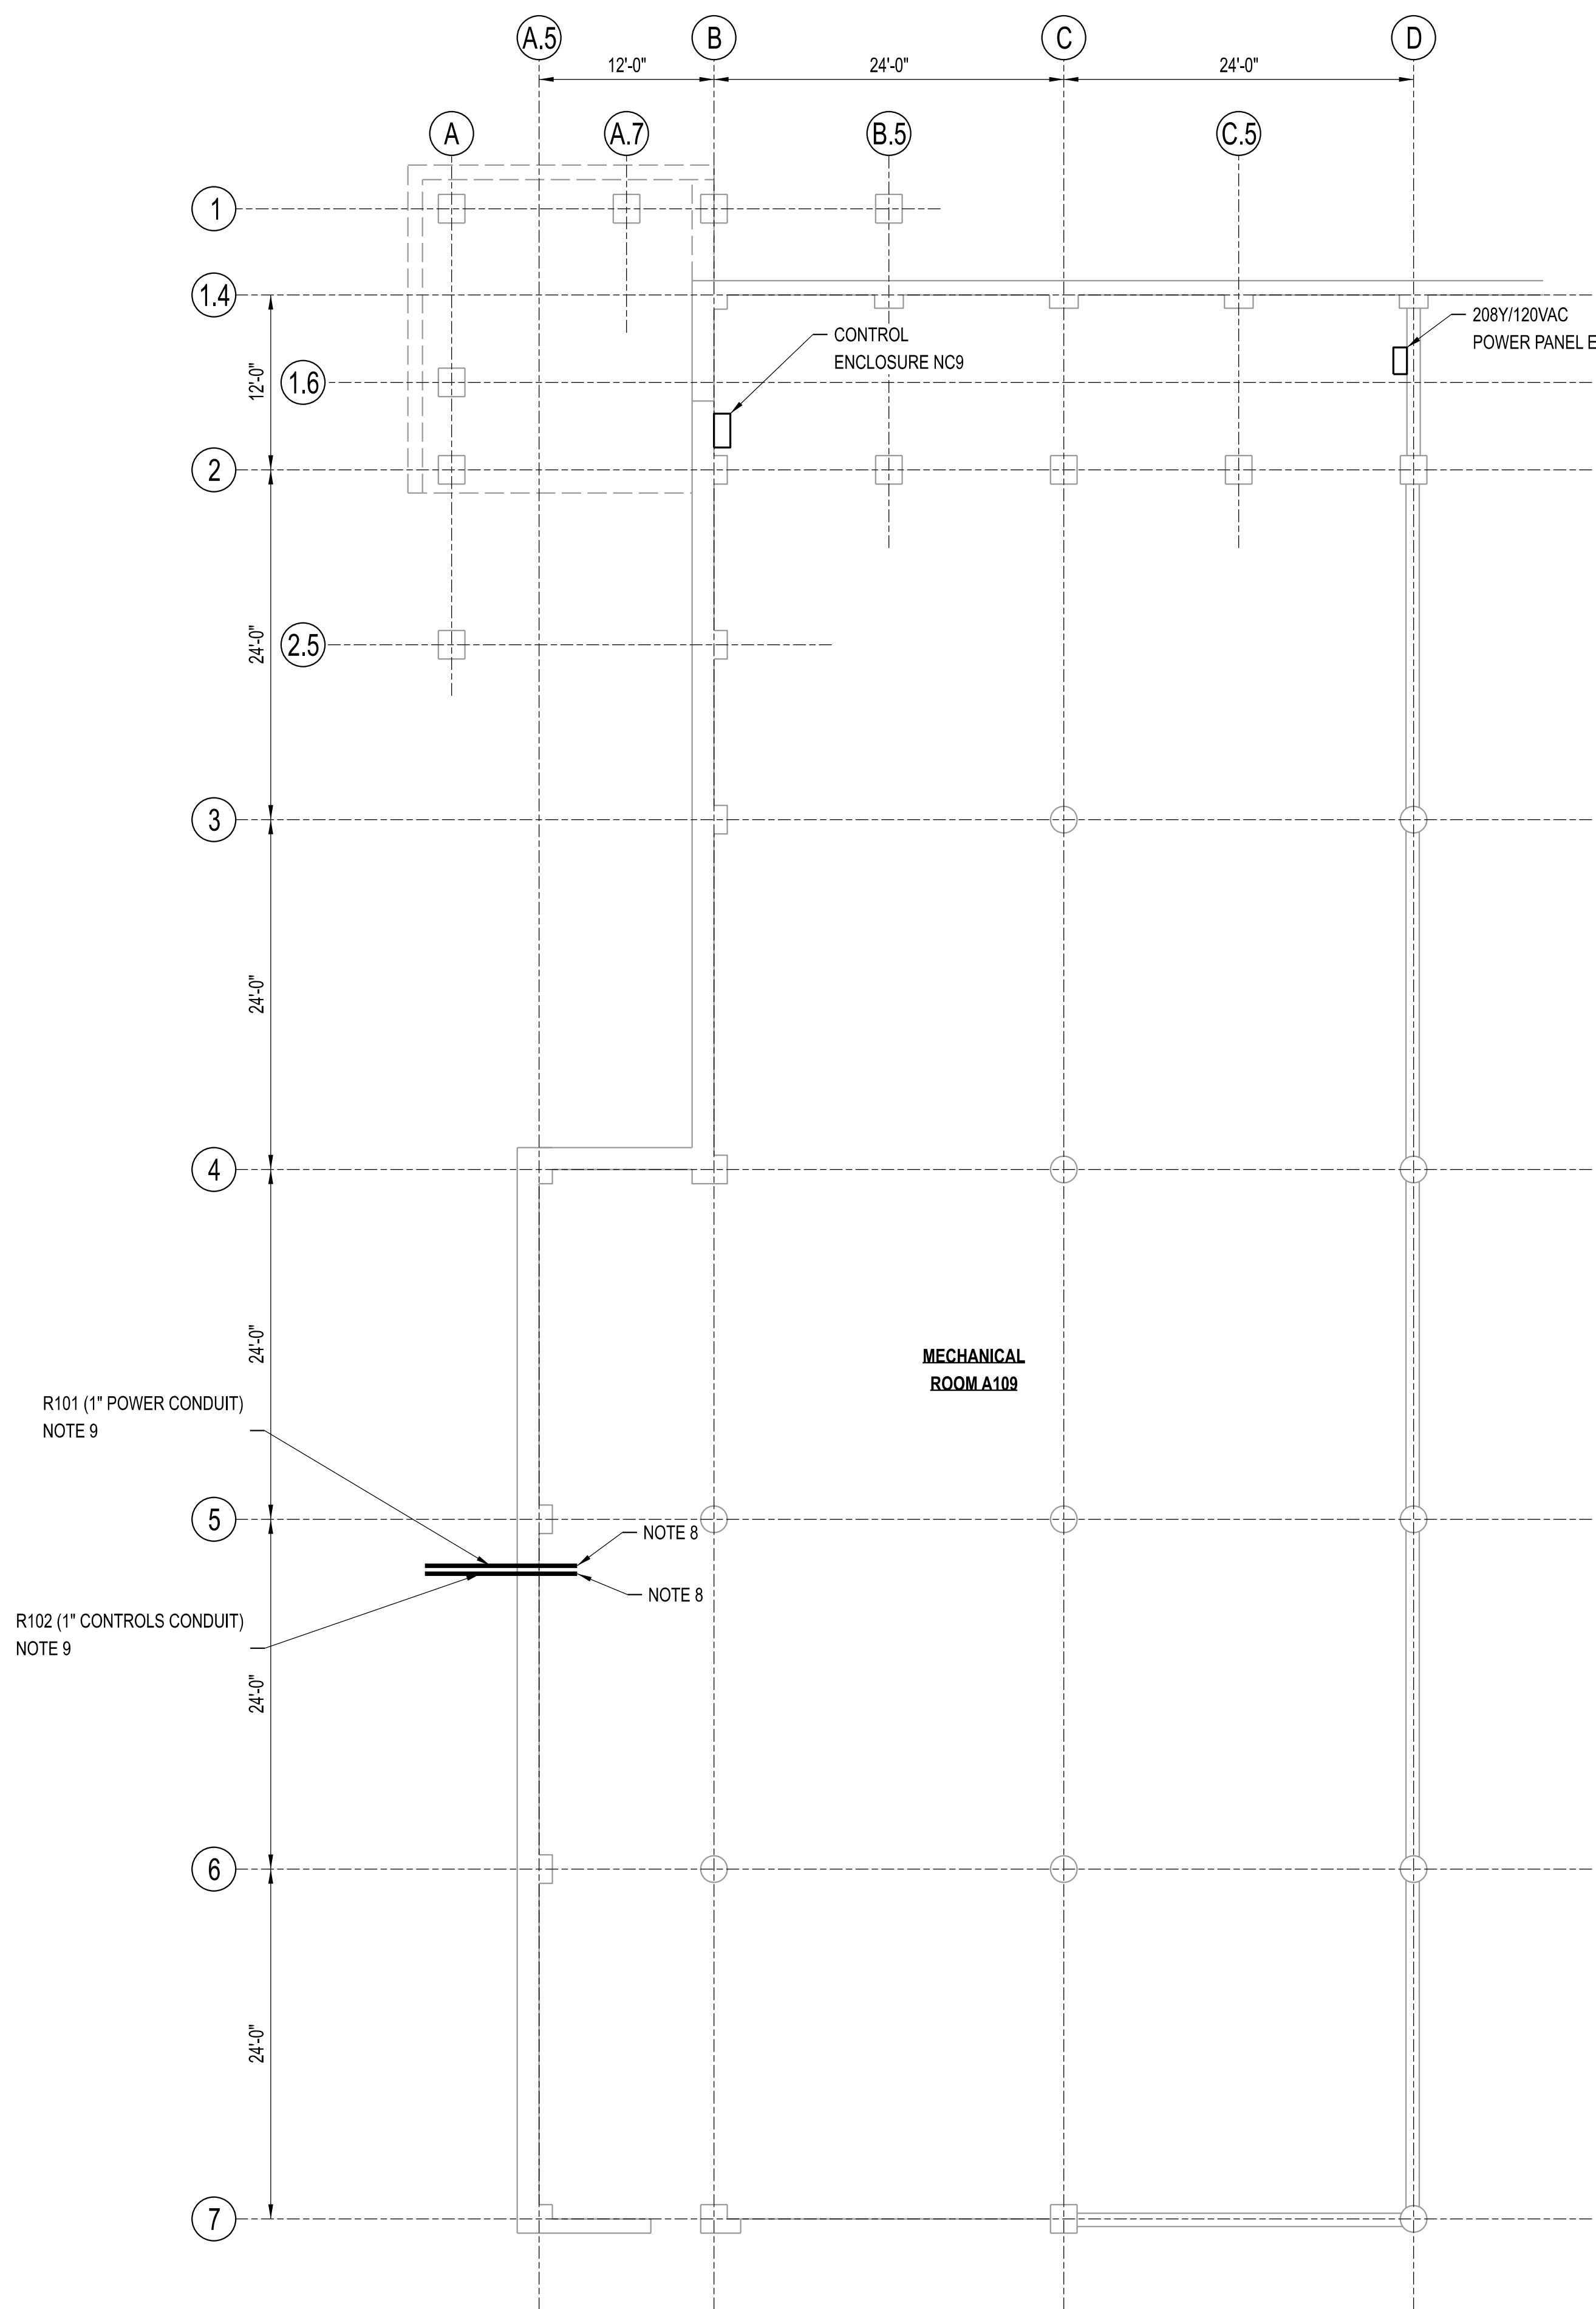 A.5
B
C
D
12'-0"
24'-0"
24'-0"
A
A.7
B.5
C.5
1
1.4
208Y/120VAC
POWER PANEL E
CONTROL
ENCLOSURE NC9
12'-0"
1.6
2
24'-0"
2.5
3
24'-0"
4
24'-0"
MECHANICAL
ROOM A109
R101 (1" POWER CONDUIT)
NOTE 9
5
NOTE 8
NOTE 8
R102 (1" CONTROLS CONDUIT)
NOTE 9
24'-0"
6
24'-0"
7